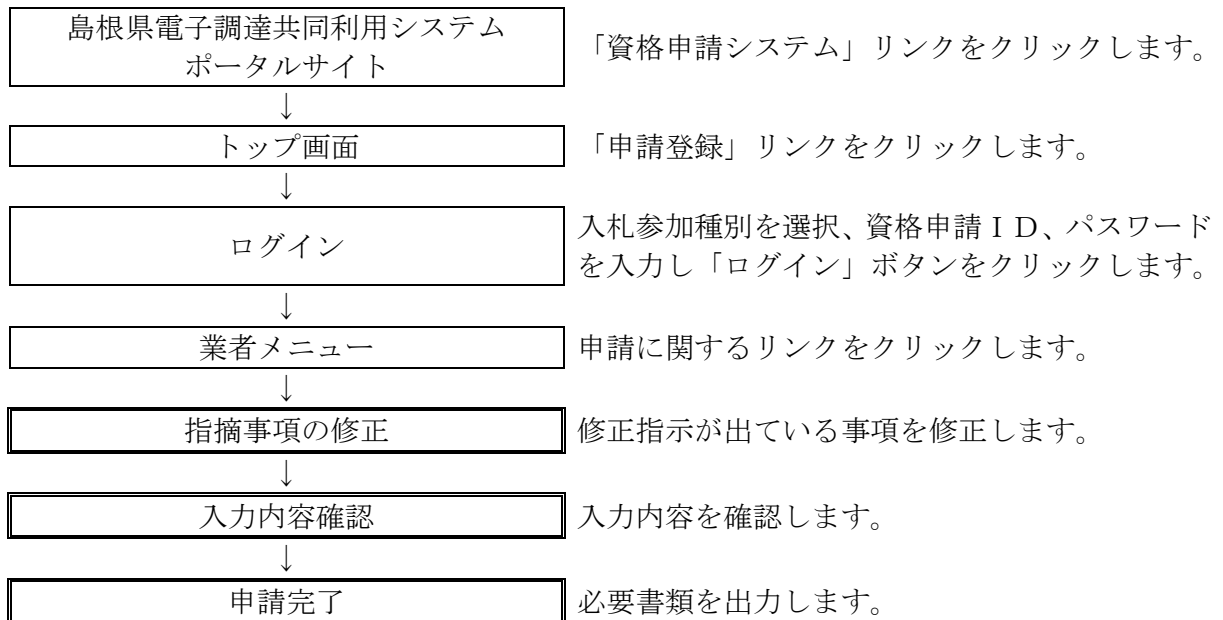 島根県電子調達共同利用システム
ポータルサイト
「資格申請システム」リンクをクリックします。
↓
トップ画面
「申請登録」リンクをクリックします。
↓
ログイン
入札参加種別を選択、資格申請ＩＤ、パスワード
を入力し「ログイン」ボタンをクリックします。
↓
業者メニュー
申請に関するリンクをクリックします。
↓
指摘事項の修正
修正指示が出ている事項を修正します。
↓
入力内容確認
入力内容を確認します。
↓
申請完了
必要書類を出力します。